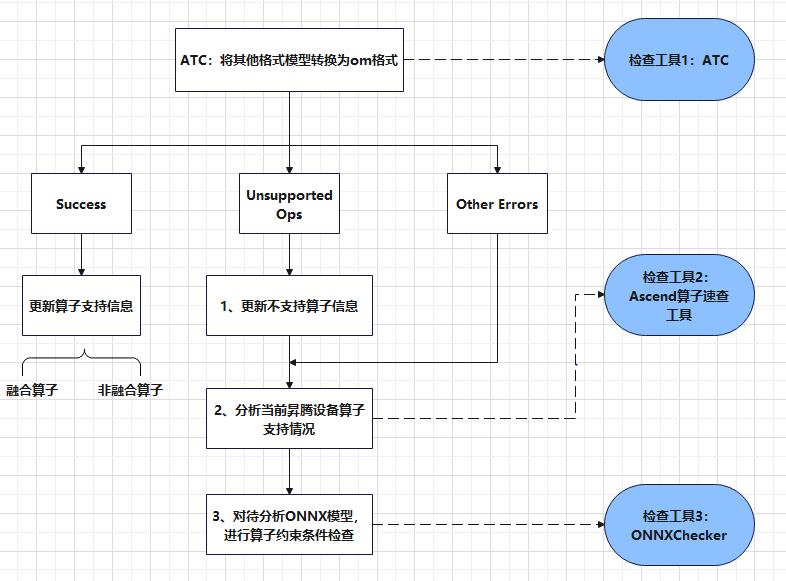 ATC：将其他格式模型转换为om格式
检查工具1：ATC
Success
Unsupported
Ops
Other Errors
更新算子支持信息
1、更新不支持算子信息
检查工具2：
Ascend算子速查
工具
融合算子
非融合算子
2、分析当前昇腾设备算子
支持情况
3、对待分析ONNX模型，
进行算子约束条件检查
检查工具3：
ONNXChecker